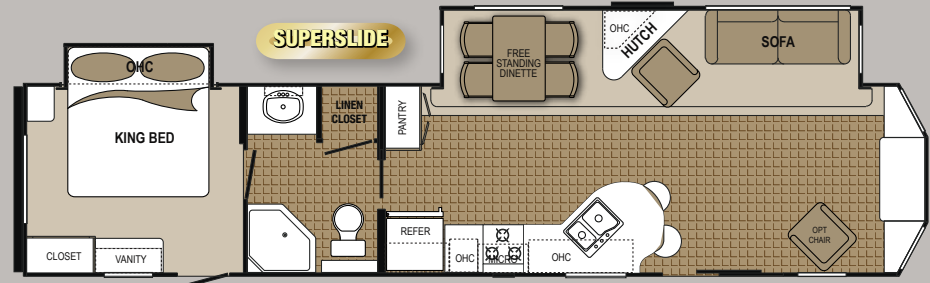 SUPERSLIDE
OHC
KING BED
CLOSET
VANITY
LINEN
CLOSET
PANTRY
REFER
OHC
MICRO
OHC
FREE
STANDING
DINETTE
OHC
HUTCH
SOFA
OPT
CHAIR